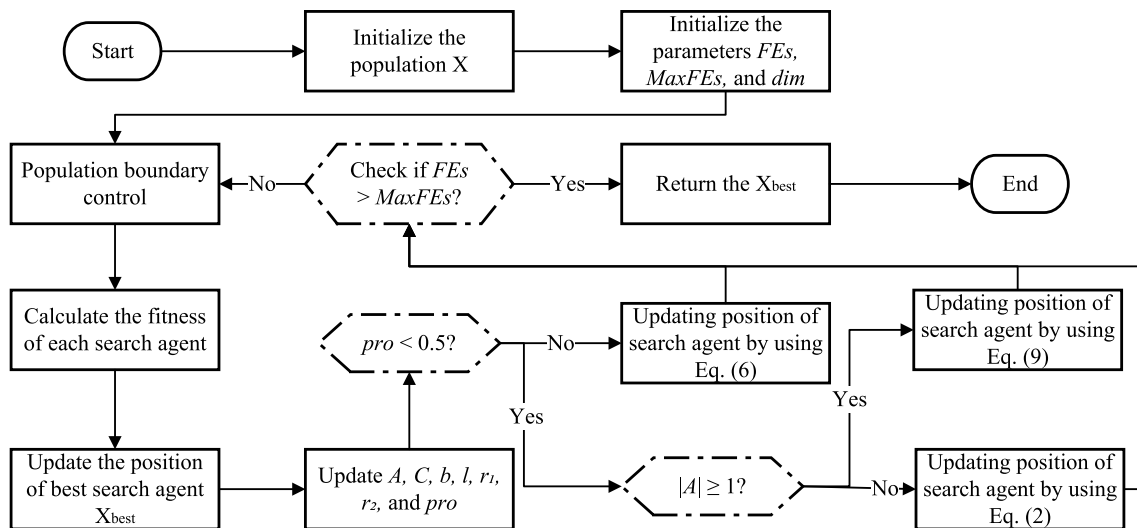 Start
Initialize the
population X
Initialize the
parameters FEs,
MaxFEs, and dim
Population boundary
control
No
Check if FEs
> MaxFEs?
Yes
Return the Xbest
End
Calculate the fitness
of each search agent
pro < 0.5?
No
Updating position of
search agent by using
Eq. (6)
Updating position of
search agent by using
Eq. (9)
Yes
Yes
Update the position
of best search agent
Xbest
Update A, C, b, l, r₁,
r₂, and pro
|A| ≥ 1?
No
Updating position of
search agent by using
Eq. (2)